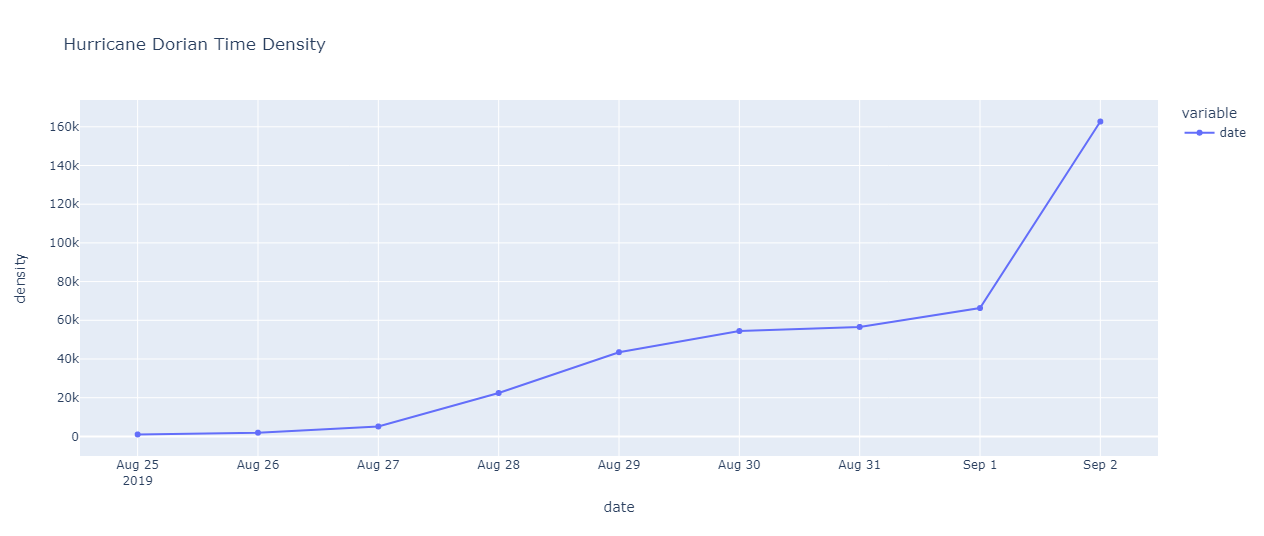 Hurricane Dorian Time Density
variable
date
160k
140k
120k
100k
80k
60k
40k
20k
0
density
Aug 25 Aug 26 Aug 27 Aug 28 Aug 29 Aug 30 Aug 31 Sep 1 Sep 2
2019
date